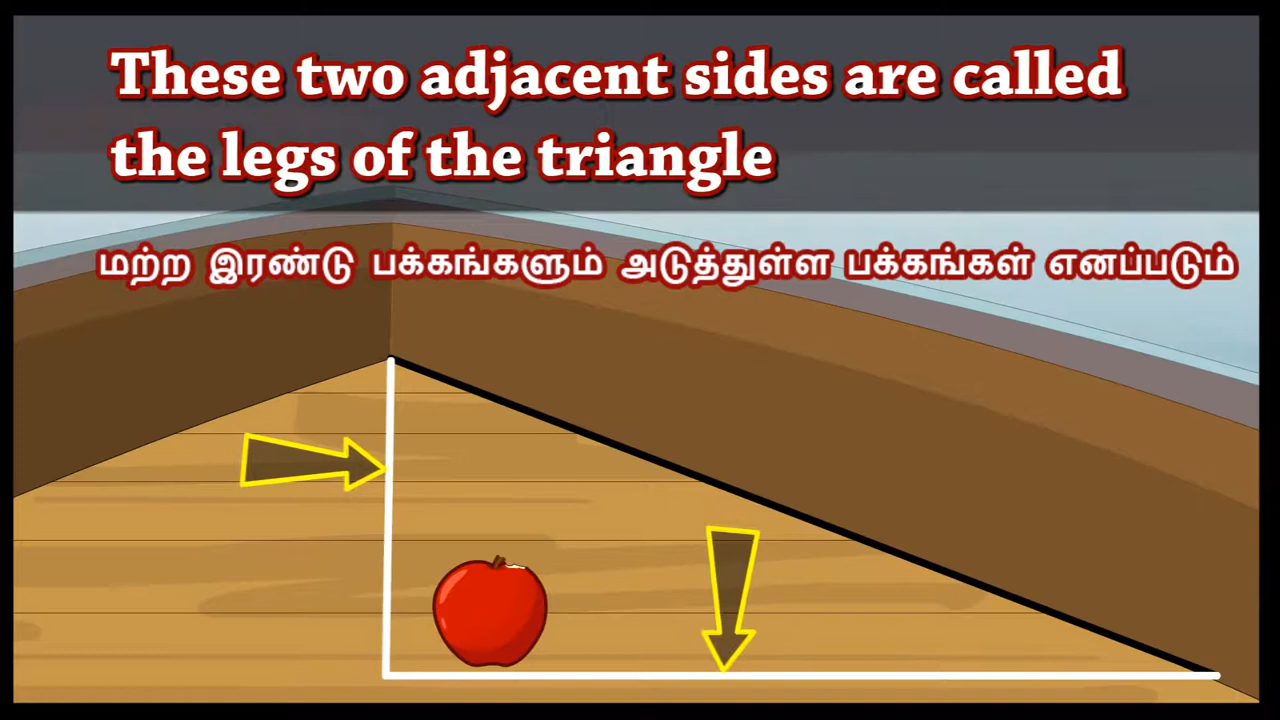 These two adjacent sides are called
the legs of the triangle
மற்ற இரண்டு பக்கங்களும் அடுத்துள்ள பக்கங்கள் எனப்படும்